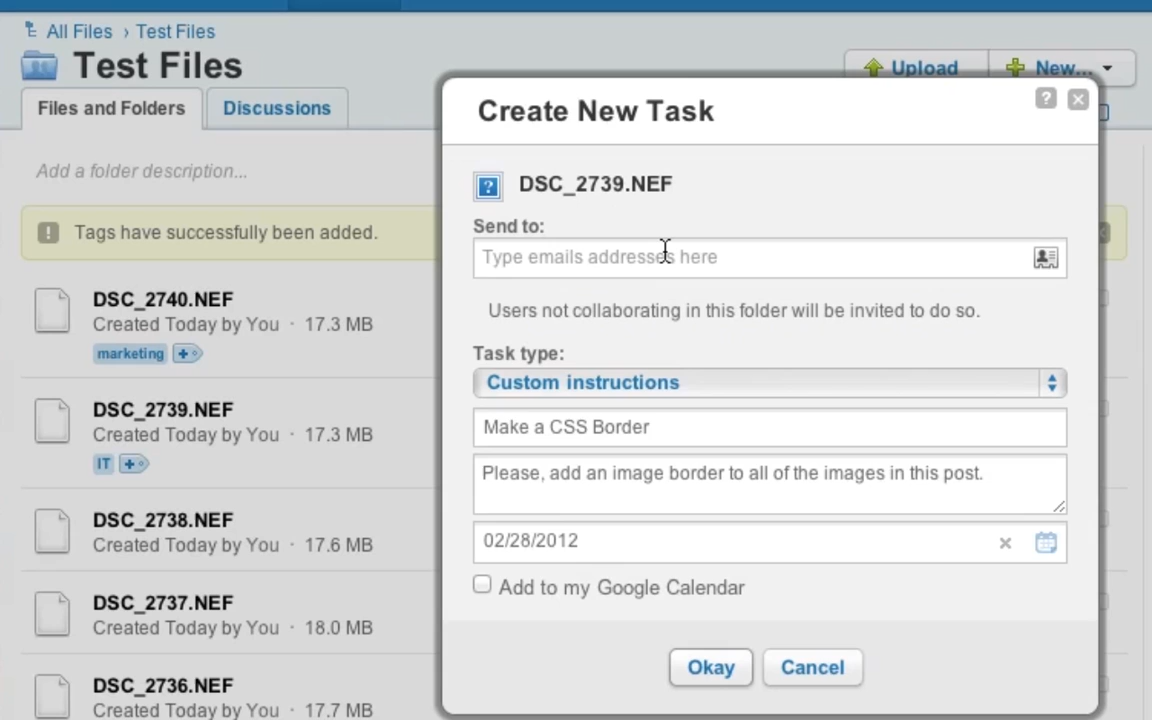 All Files › Test Files
Test Files
Upload
New...
Files and Folders
Discussions
Add a folder description...
Tags have successfully been added.
DSC_2740.NEF
Created Today by You · 17.3 MB
marketing
DSC_2739.NEF
Created Today by You · 17.3 MB
IT
DSC_2738.NEF
Created Today by You · 17.6 MB
DSC_2737.NEF
Created Today by You · 18.0 MB
DSC_2736.NEF
Created Today by You · 17.7 MB
Create New Task
DSC_2739.NEF
Send to:
Type emails addresses here
Users not collaborating in this folder will be invited to do so.
Task type:
Custom instructions
Make a CSS Border
Please, add an image border to all of the images in this post.
02/28/2012
Add to my Google Calendar
Okay
Cancel